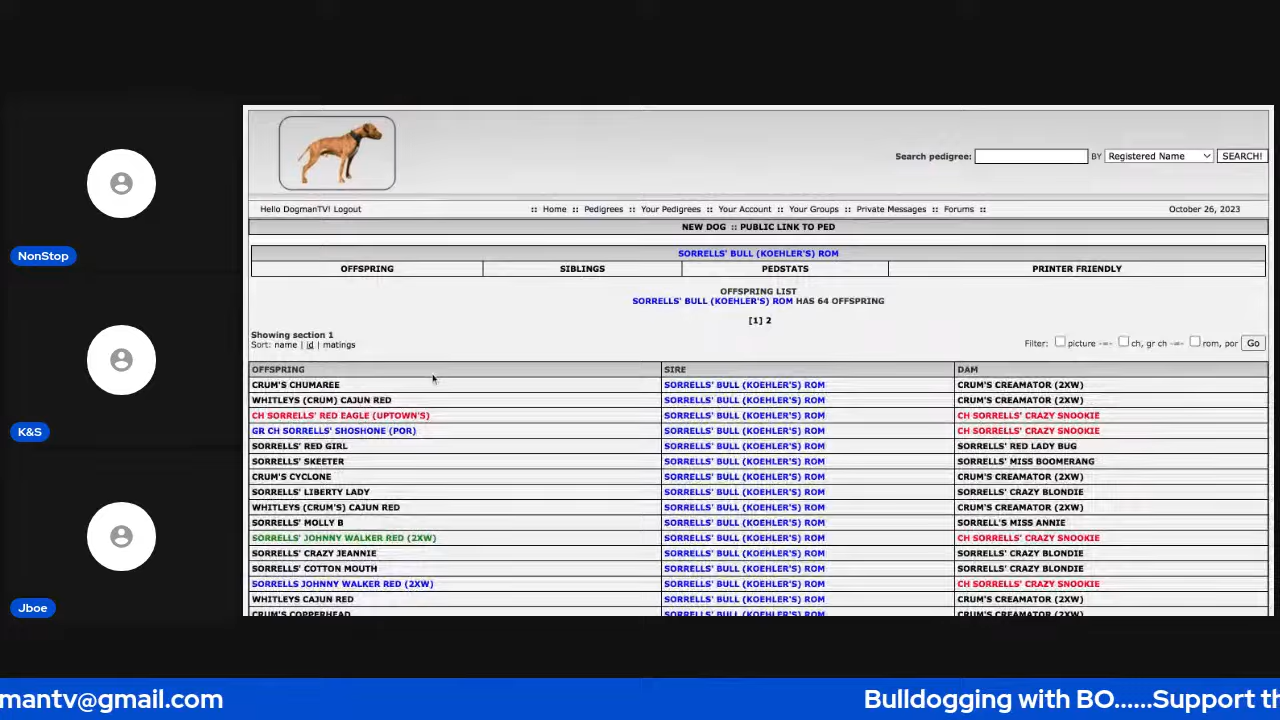 NonStop
K&S
Jboe
Search pedigree: BY Registered Name SEARCH!
Hello DogmanTV! Logout :: Home :: Pedigrees :: Your Pedigrees :: Your Account :: Your Groups :: Private Messages :: Forums :: October 26, 2023
NEW DOG :: PUBLIC LINK TO PED
SORRELLS' BULL (KOEHLER'S) ROM
OFFSPRING SIBLINGS PEDSTATS PRINTER FRIENDLY
OFFSPRING LIST
SORRELLS' BULL (KOEHLER'S) ROM HAS 64 OFFSPRING
[1] 2
Showing section 1
Sort: name | id | matings
Filter: picture -=- ch, gr ch -=- rom, por Go
OFFSPRING SIRE DAM
CRUM'S CHUMAREE SORRELLS' BULL (KOEHLER'S) ROM CRUM'S CREAMATOR (2XW)
WHITLEYS (CRUM) CAJUN RED SORRELLS' BULL (KOEHLER'S) ROM CRUM'S CREAMATOR (2XW)
CH SORRELLS' RED EAGLE (UPTOWN'S) SORRELLS' BULL (KOEHLER'S) ROM CH SORRELLS' CRAZY SNOOKIE
GR CH SORRELLS' SHOSHONE (POR) SORRELLS' BULL (KOEHLER'S) ROM CH SORRELLS' CRAZY SNOOKIE
SORRELLS' RED GIRL SORRELLS' BULL (KOEHLER'S) ROM SORRELLS' RED LADY BUG
SORRELLS' SKEETER SORRELLS' BULL (KOEHLER'S) ROM SORRELLS' MISS BOOMERANG
CRUM'S CYCLONE SORRELLS' BULL (KOEHLER'S) ROM CRUM'S CREAMATOR (2XW)
SORRELLS' LIBERTY LADY SORRELLS' BULL (KOEHLER'S) ROM SORRELLS' CRAZY BLONDIE
WHITLEYS (CRUM'S) CAJUN RED SORRELLS' BULL (KOEHLER'S) ROM CRUM'S CREAMATOR (2XW)
SORRELLS' MOLLY B SORRELLS' BULL (KOEHLER'S) ROM SORRELL'S MISS ANNIE
SORRELLS' JOHNNY WALKER RED (2XW) SORRELLS' BULL (KOEHLER'S) ROM CH SORRELLS' CRAZY SNOOKIE
SORRELLS' CRAZY JEANNIE SORRELLS' BULL (KOEHLER'S) ROM SORRELLS' CRAZY BLONDIE
SORRELLS' COTTON MOUTH SORRELLS' BULL (KOEHLER'S) ROM SORRELLS' CRAZY BLONDIE
SORRELLS JOHNNY WALKER RED (2XW) SORRELLS' BULL (KOEHLER'S) ROM CH SORRELLS' CRAZY SNOOKIE
WHITLEYS CAJUN RED SORRELLS' BULL (KOEHLER'S) ROM CRUM'S CREAMATOR (2XW)
CRUM'S COPPERHEAD SORRELLS' BULL (KOEHLER'S) ROM CRUM'S CREAMATOR (2XW)
mantv@gmail.com Bulldogging with BO......Support th